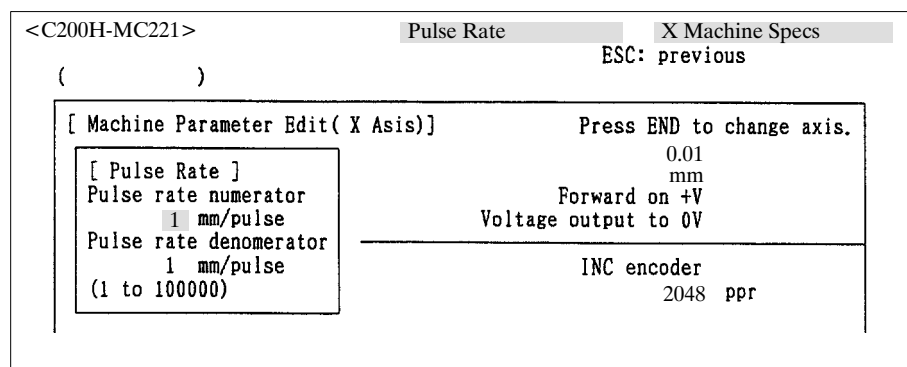 <C200H-MC221> Pulse Rate X Machine Specs
ESC: previous
( )
[ Machine Parameter Edit( X Asis)] Press END to change axis.
[ Pulse Rate ] 0.01
mm
Pulse rate numerator Forward on +V
1 mm/pulse Voltage output to 0V
Pulse rate denomerator
1 mm/pulse INC encoder
(1 to 100000) 2048 ppr